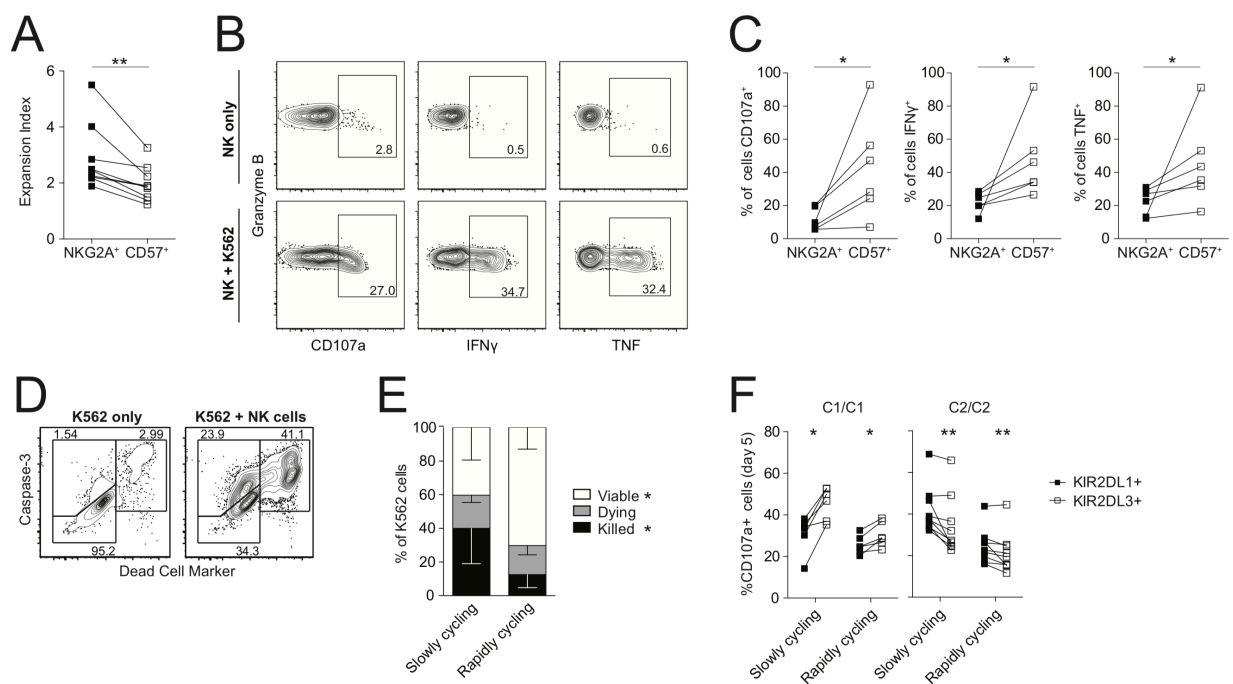 A
**
Expansion Index
6
4
2
0
NKG2A⁺ CD57⁺
B
NK only
NK + K562
Granzyme B
2.8
0.5
0.6
27.0
34.7
32.4
CD107a
IFNγ
TNF
C
*
% of cells CD107a⁺
100
80
60
40
20
0
NKG2A⁺ CD57⁺
*
% of cells IFNγ⁺
100
80
60
40
20
0
NKG2A⁺ CD57⁺
*
% of cells TNF⁺
100
80
60
40
20
0
NKG2A⁺ CD57⁺
D
K562 only
K562 + NK cells
1.54
2.99
95.2
23.9
41.1
34.3
Caspase-3
Dead Cell Marker
E
% of K562 cells
100
80
60
40
20
0
Slowly cycling
Rapidly cycling
Viable *
Dying
Killed *
F
C1/C1
C2/C2
%CD107a+ cells (day 5)
80
60
40
20
0
*
*
**
**
Slowly cycling
Rapidly cycling
Slowly cycling
Rapidly cycling
KIR2DL1+
KIR2DL3+